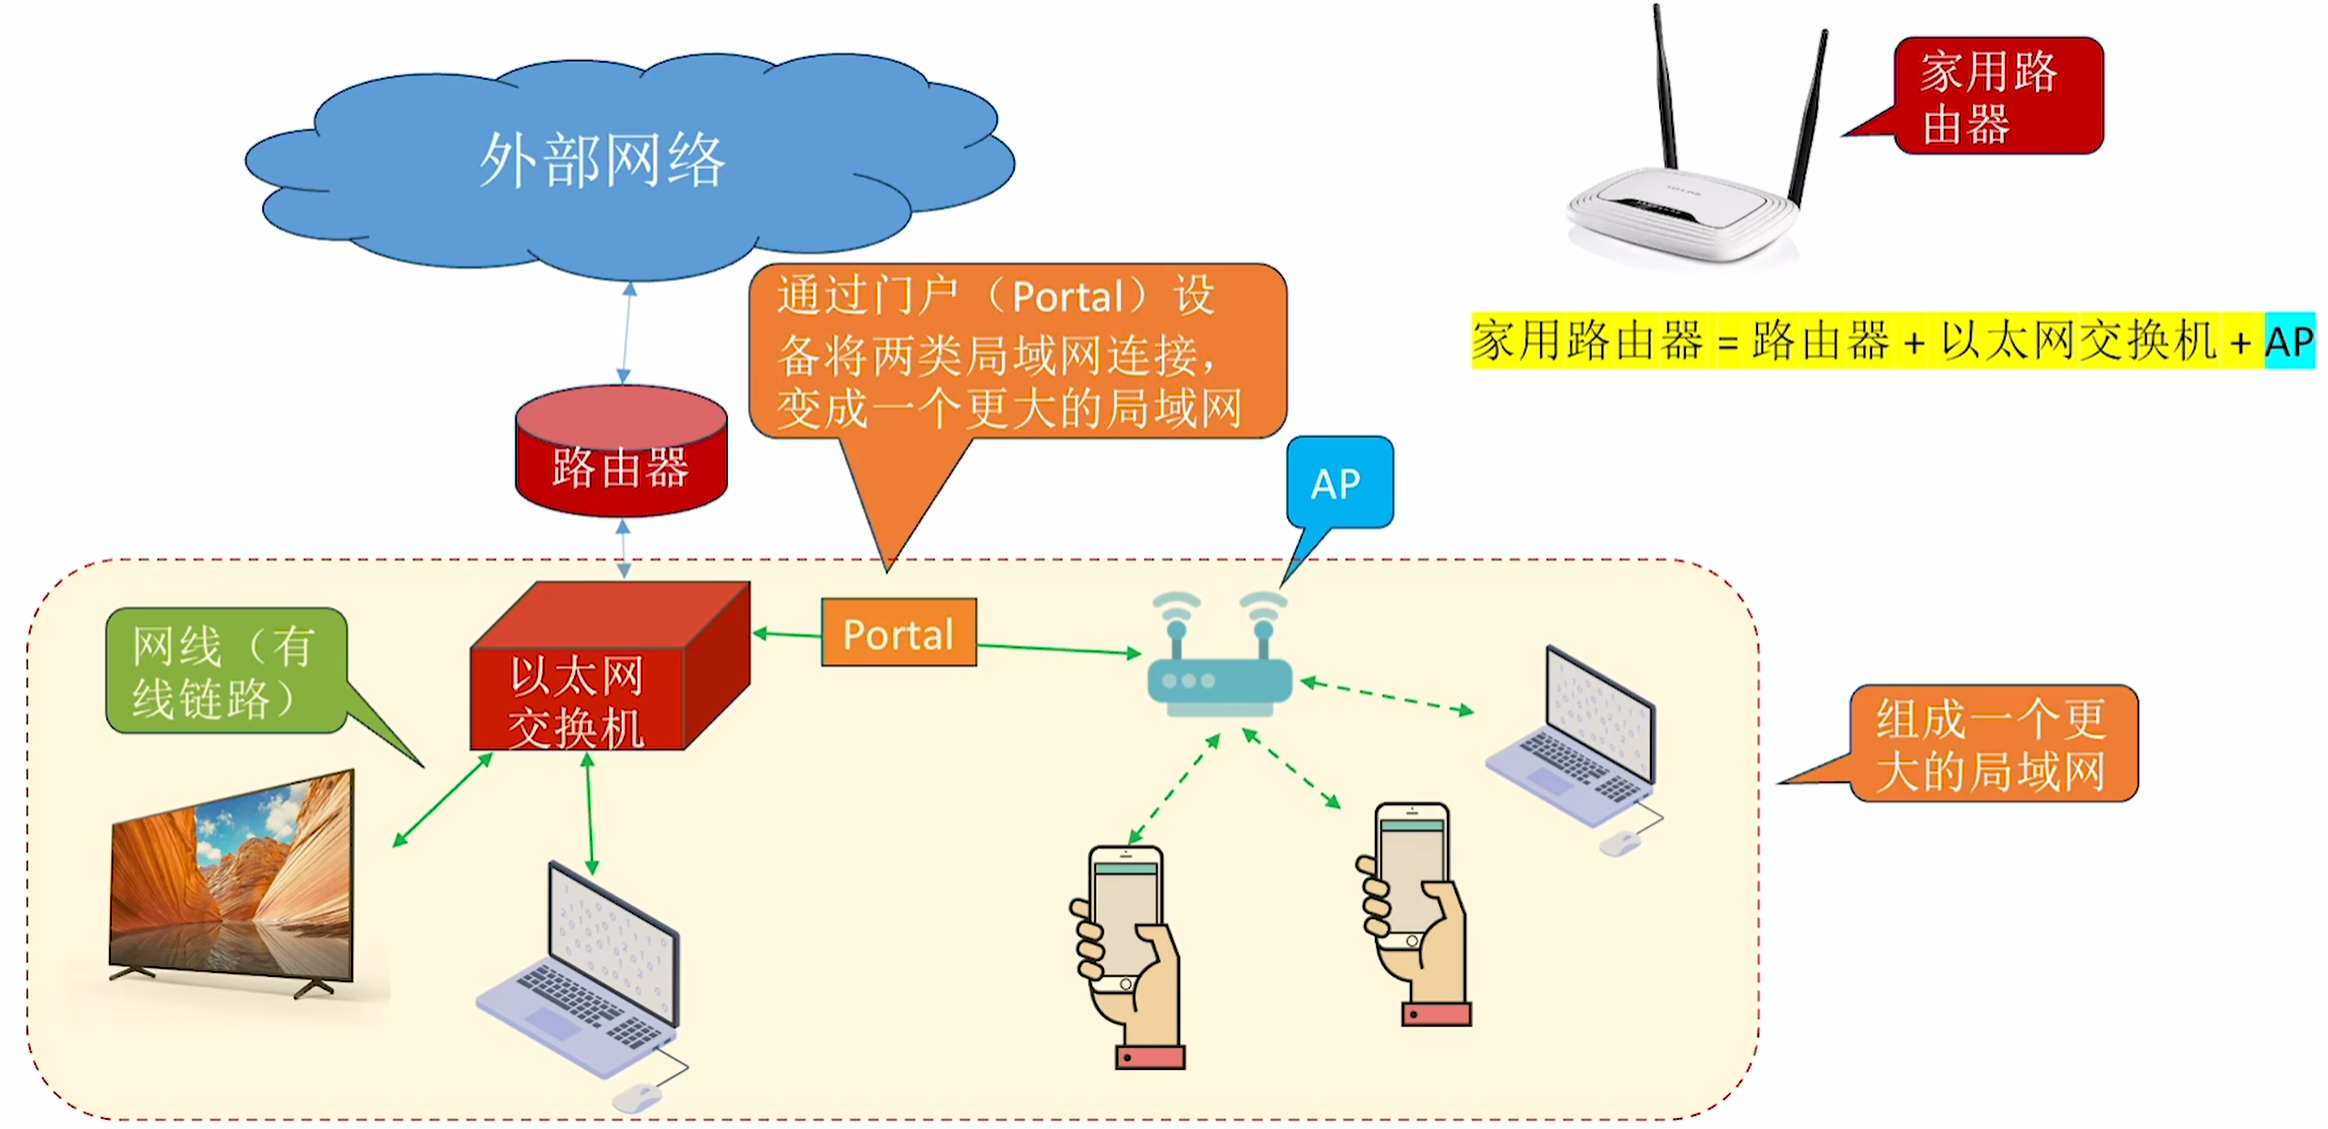 外部网络
家用路
由器
通过门户（Portal）设
备将两类局域网连接，
变成一个更大的局域网
家用路由器 = 路由器 + 以太网交换机 + AP
路由器
AP
网线（有
线链路）
以太网
交换机
Portal
组成一个更
大的局域网